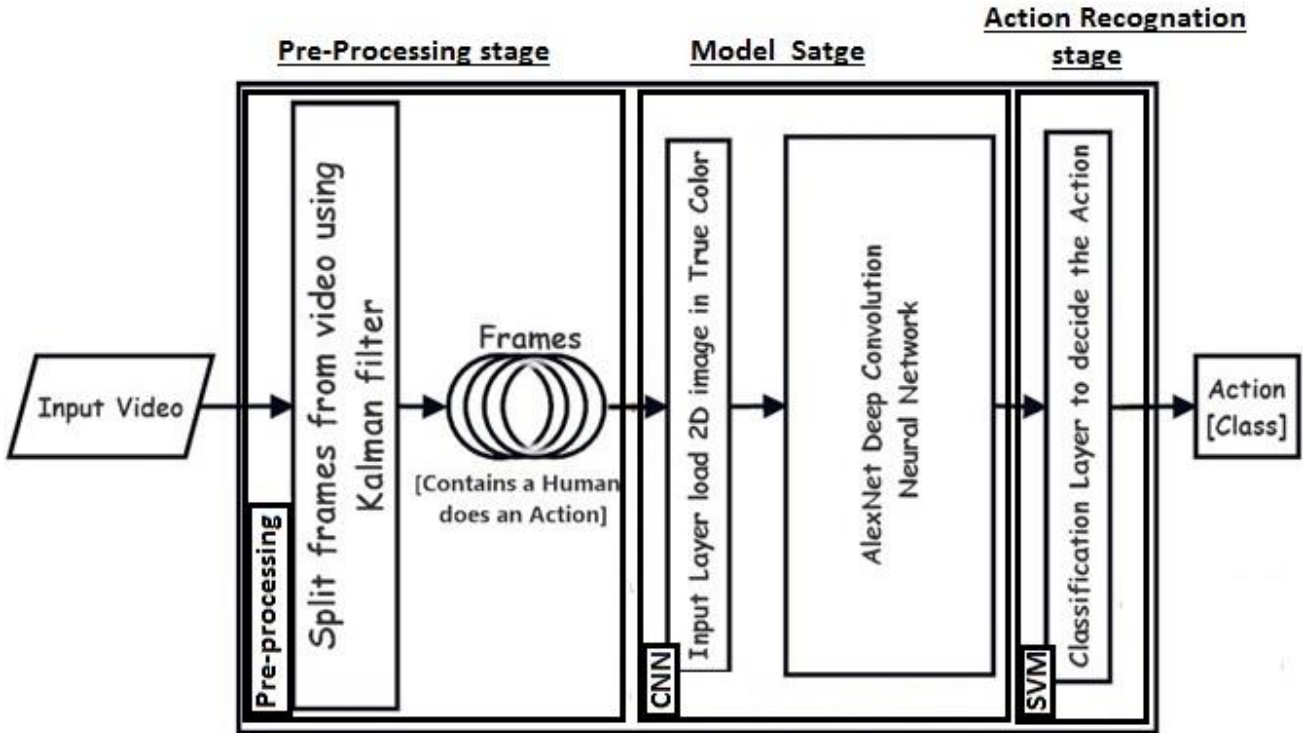 Pre-Processing stage
Model Satge
Action Recognation
stage
Input Video
Pre-processing
Split frames from video using
Kalman filter
Frames
[Contains a Human
does an Action]
CNN
Input Layer load 2D image in True Color
AlexNet Deep Convolution
Neural Network
SVM
Classification Layer to decide the Action
Action
[Class]